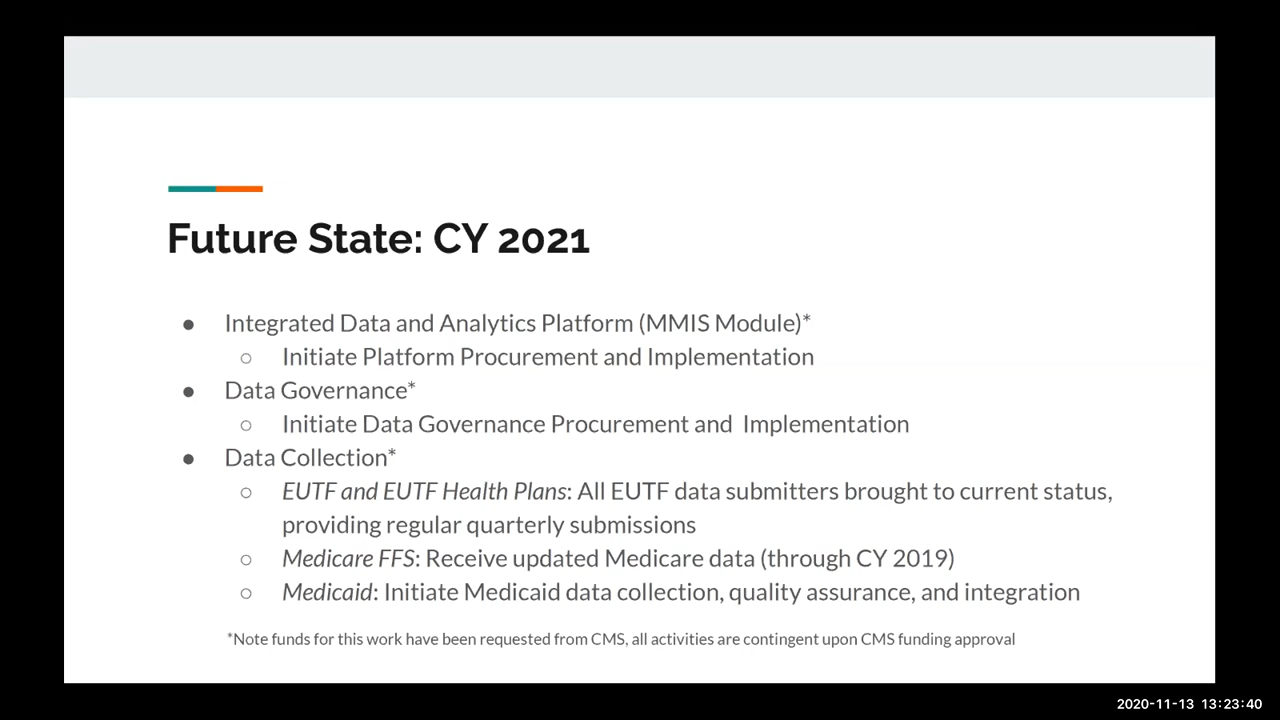 Future State: CY 2021
● Integrated Data and Analytics Platform (MMIS Module)*
○ Initiate Platform Procurement and Implementation
● Data Governance*
○ Initiate Data Governance Procurement and  Implementation
● Data Collection*
○ EUTF and EUTF Health Plans: All EUTF data submitters brought to current status,
providing regular quarterly submissions
○ Medicare FFS: Receive updated Medicare data (through CY 2019)
○ Medicaid: Initiate Medicaid data collection, quality assurance, and integration
*Note funds for this work have been requested from CMS, all activities are contingent upon CMS funding approval
2020-11-13 13:23:40